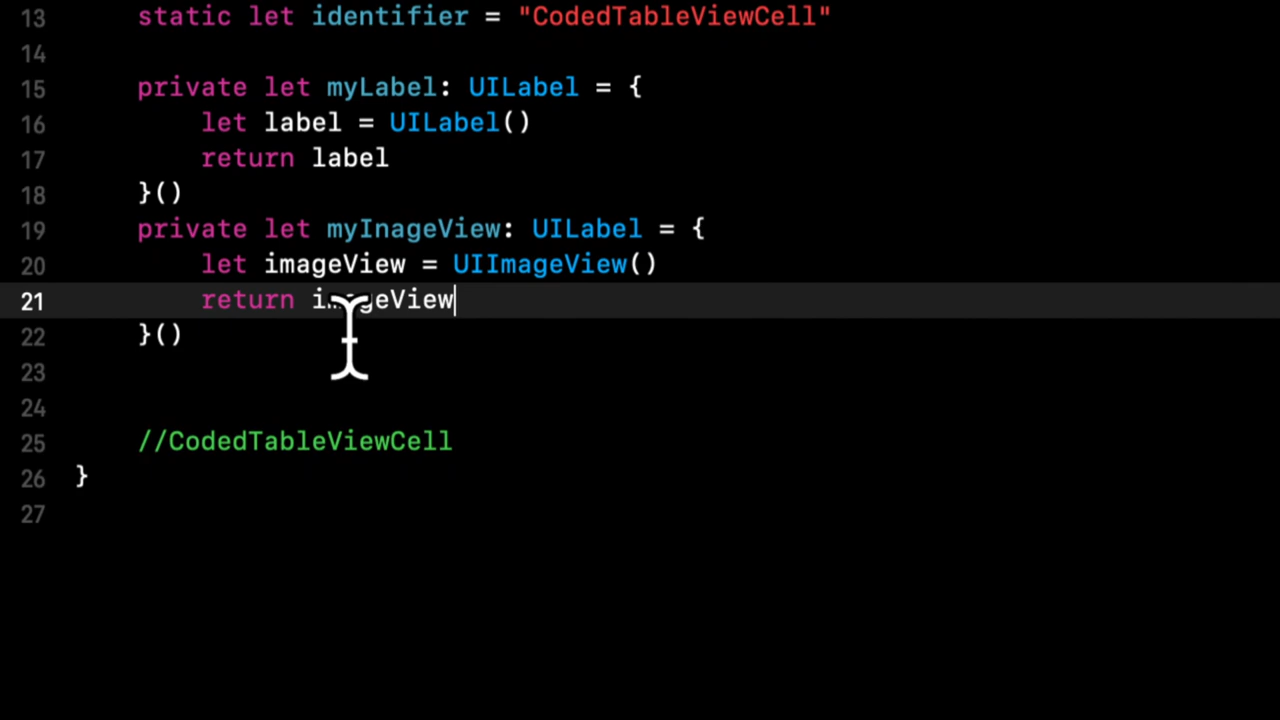 13 static let identifier = "CodedTableViewCell"
14
15 private let myLabel: UILabel = {
16 let label = UILabel()
17 return label
18 }()
19 private let myInageView: UILabel = {
20 let imageView = UIImageView()
21 return imageView
22 }()
23
24
25 //CodedTableViewCell
26 }
27